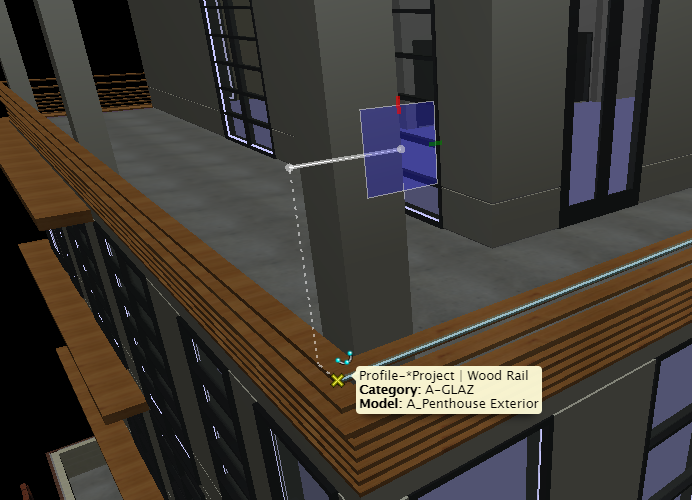 Profile-*Project | Wood Rail
Category: A-GLAZ
Model: A_Penthouse Exterior